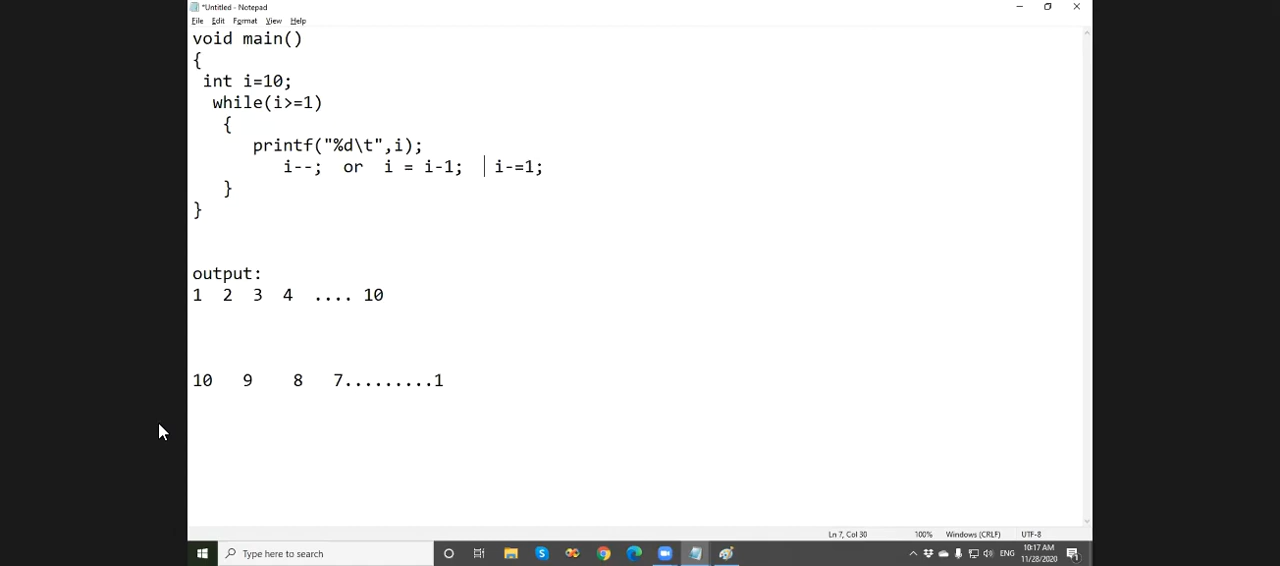 *Untitled - Notepad
File Edit Format View Help
void main()
{
int i=10;
while(i>=1)
{
printf("%d\t",i);
i--; or i = i-1; i-=1;
}
}
output:
1 2 3 4 .... 10
10 9 8 7.........1
Ln 7, Col 30 100% Windows (CRLF) UTF-8
Type here to search
ENG
10:17 AM
11/28/2020